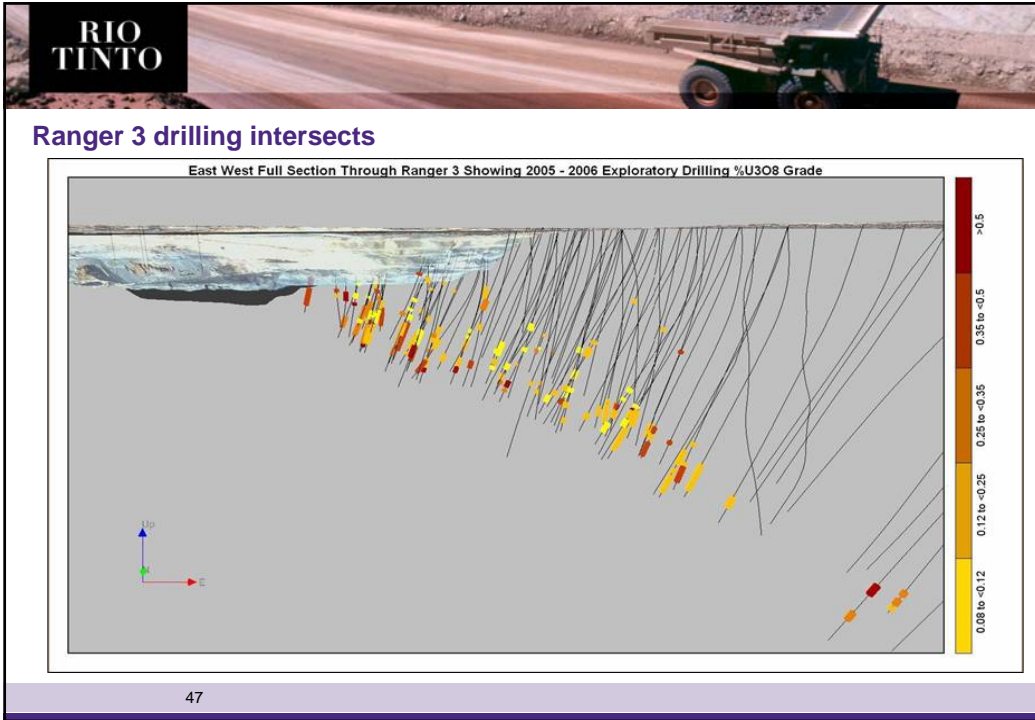 RIO
TINTO
Ranger 3 drilling intersects
East West Full Section Through Ranger 3 Showing 2005 - 2006 Exploratory Drilling %U3O8 Grade
>0.5
0.35 to <0.5
0.25 to <0.35
0.12 to <0.25
0.08 to <0.12
Up
N
E
47